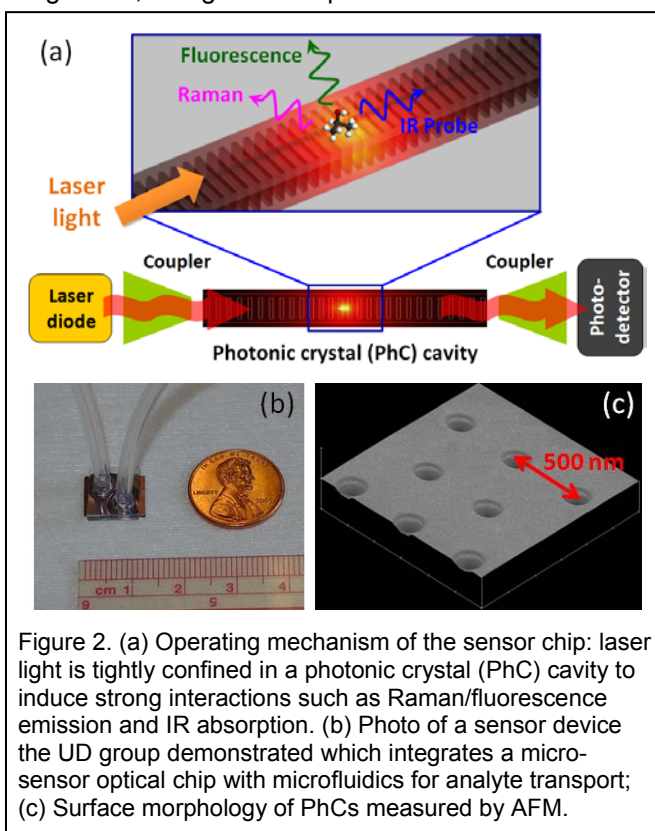 (a)
Fluorescence
Raman
IR Probe
Laser
light
Coupler
Coupler
Laser
diode
Photo-
detector
Photonic crystal (PhC) cavity
(b)
(c)
500 nm
LIBERTY
cm 1 2 3 4
6 5
Figure 2. (a) Operating mechanism of the sensor chip: laser
light is tightly confined in a photonic crystal (PhC) cavity to
induce strong interactions such as Raman/fluorescence
emission and IR absorption. (b) Photo of a sensor device
the UD group demonstrated which integrates a micro-
sensor optical chip with microfluidics for analyte transport;
(c) Surface morphology of PhCs measured by AFM.